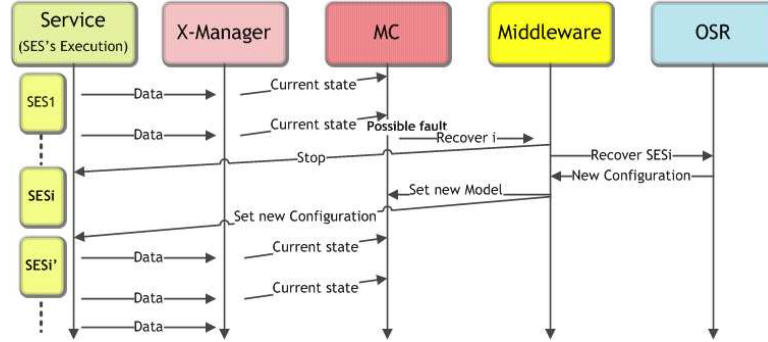 Service
(SES's Execution)
X-Manager
MC
Middleware
OSR
SES1
Data
Current state
Data
Current state
Possible fault
Recover i
Stop
Recover SESi
New Configuration
SESi
Set new Model
Set new Configuration
SESi'
Data
Current state
Data
Current state
Data